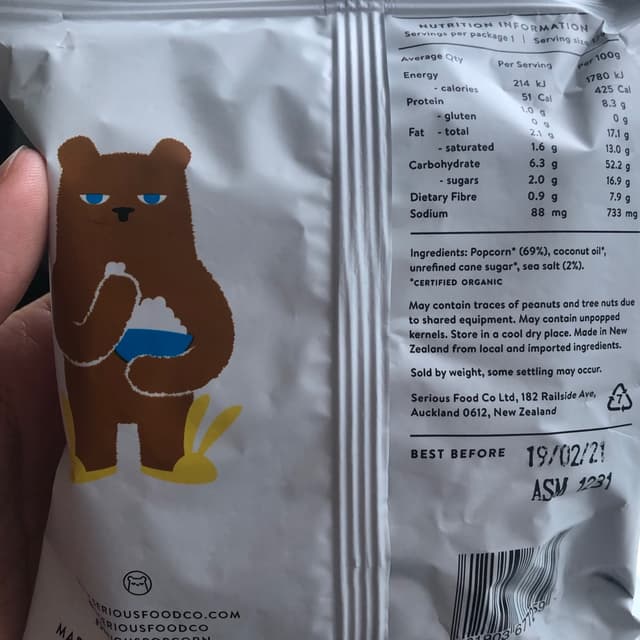 NUTRITION INFORMATION
Servings per package 1 | Serving size
Average Qty Per Serving Per 100g
Energy 214 kJ 1780 kJ
- calories 51 Cal 425 Cal
Protein 1.0 g 8.3 g
- gluten 0 g 0 g
Fat - total 2.1 g 17.1 g
- saturated 1.6 g 13.0 g
Carbohydrate 6.3 g 52.2 g
- sugars 2.0 g 16.9 g
Dietary Fibre 0.9 g 7.9 g
Sodium 88 mg 733 mg
Ingredients: Popcorn* (69%), coconut oil*,
unrefined cane sugar*, sea salt (2%).
*CERTIFIED ORGANIC
May contain traces of peanuts and tree nuts due
to shared equipment. May contain unpopped
kernels. Store in a cool dry place. Made in New
Zealand from local and imported ingredients.
Sold by weight, some settling may occur.
Serious Food Co Ltd, 182 Railside Ave,
Auckland 0612, New Zealand
7
BEST BEFORE 19/02/21
ASM 1231
SERIOUSFOODCO.COM
SERIOUSFOODCO